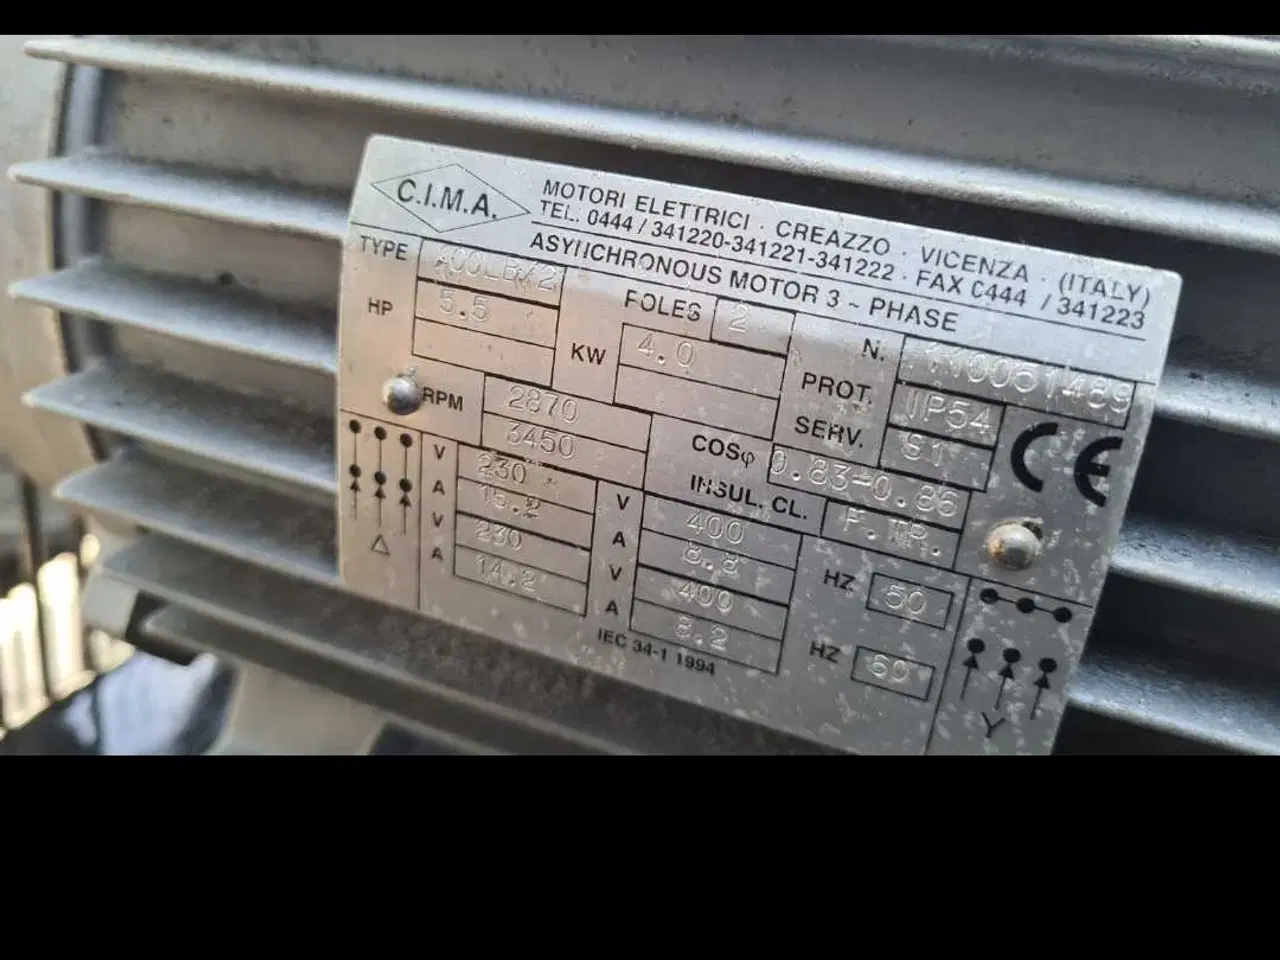 C.I.M.A.
MOTORI ELETTRICI · CREAZZO · VICENZA · (ITALY)
TEL. 0444 / 341220-341221-341222 · FAX 0444 / 341223
ASYNCHRONOUS MOTOR 3 ~ PHASE
TYPE
POLES 2
N.
HP 5.5
KW 4.0
PROT. IP54
SERV. S1
CE
RPM 2870
3450
COSφ 0.83-0.86
INSUL. CL. F.TP.
V 230 V 400
A 15.2 A 8.8 HZ 50
V 230 V 400
A 14.2 A 8.2 HZ 60
Δ
Y
IEC 34-1 1994